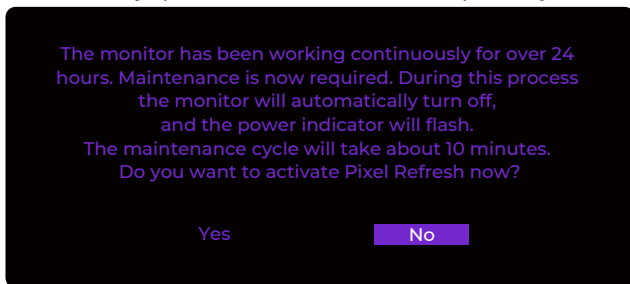 The monitor has been working continuously for over 24
hours. Maintenance is now required. During this process
the monitor will automatically turn off,
and the power indicator will flash.
The maintenance cycle will take about 10 minutes.
Do you want to activate Pixel Refresh now?
Yes
No